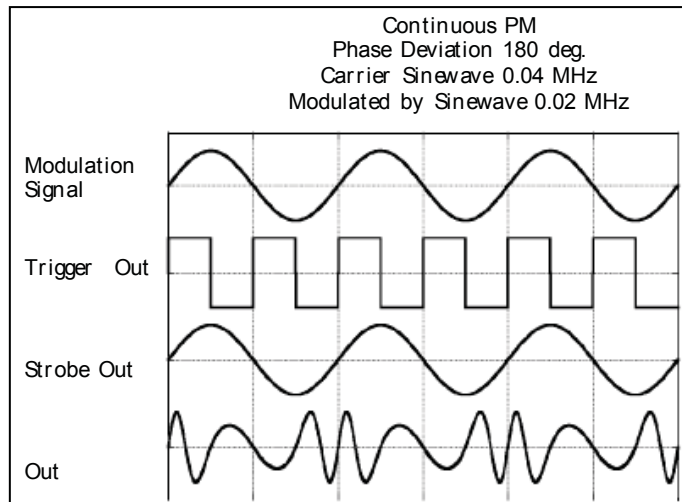 Continuous PM
Phase Deviation 180 deg.
Carrier Sinewave 0.04 MHz
Modulated by Sinewave 0.02 MHz
Modulation
Signal
Trigger Out
Strobe Out
Out